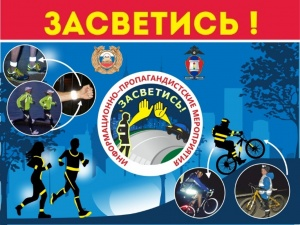 ЗАСВЕТИСЬ !
ИНФОРМАЦИОННО-ПРОПАГАНДИСТСКИЕ МЕРОПРИЯТИЯ
ЗАСВЕТИСЬ!